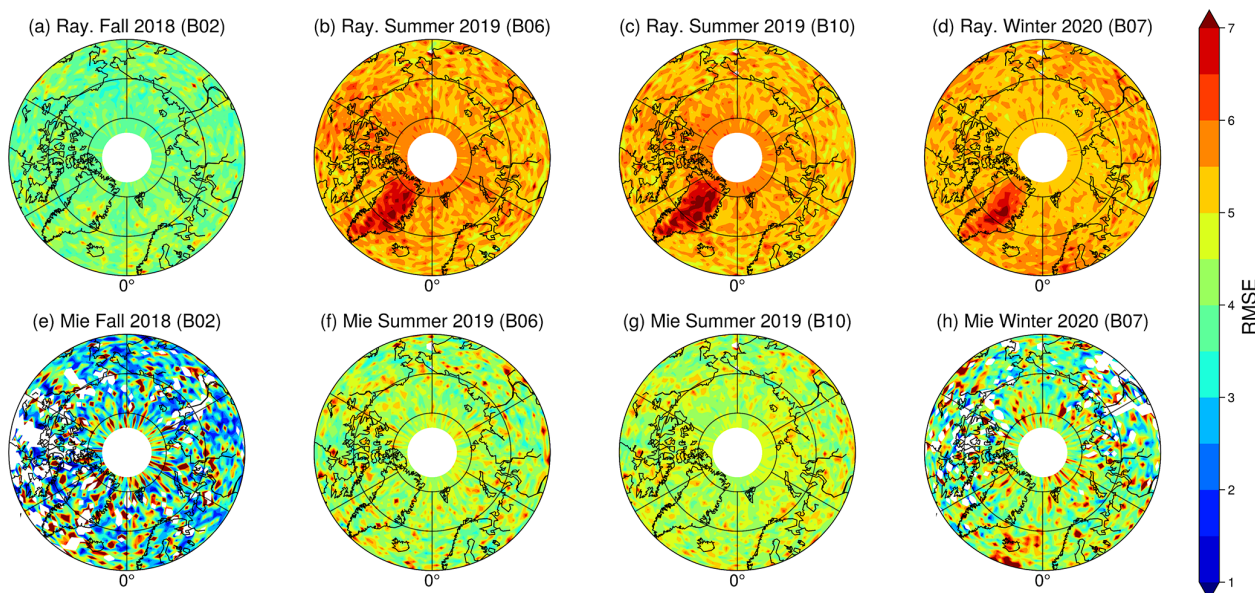 (a) Ray. Fall 2018 (B02)
(b) Ray. Summer 2019 (B06)
(c) Ray. Summer 2019 (B10)
(d) Ray. Winter 2020 (B07)
0°
0°
0°
0°
(e) Mie Fall 2018 (B02)
(f) Mie Summer 2019 (B06)
(g) Mie Summer 2019 (B10)
(h) Mie Winter 2020 (B07)
0°
0°
0°
0°
7
6
5
4
3
2
1
RMSE